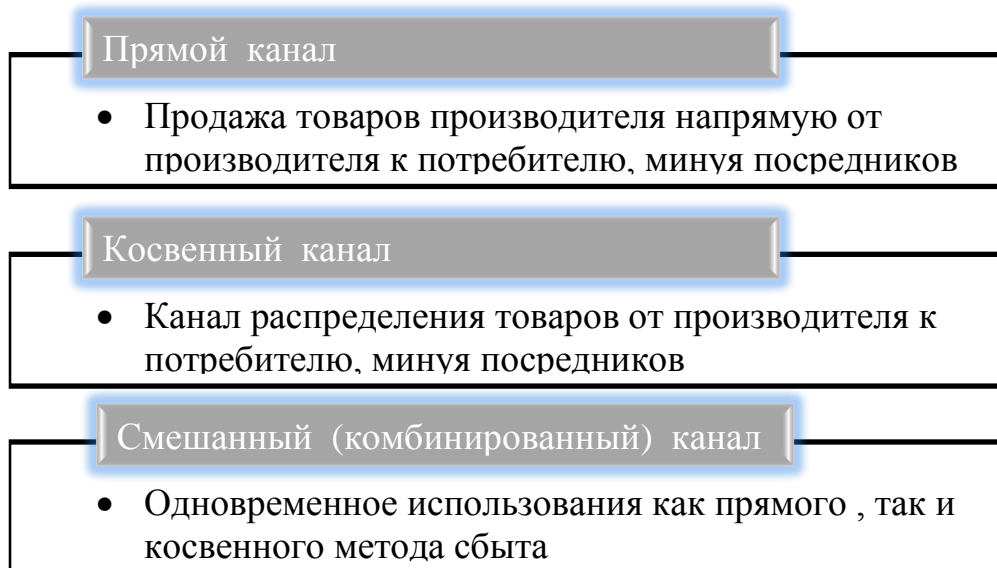 Прямой канал
• Продажа товаров производителя напрямую от
производителя к потребителю, минуя посредников
Косвенный канал
• Канал распределения товаров от производителя к
потребителю, минуя посредников
Смешанный (комбинированный) канал
• Одновременное использования как прямого , так и
косвенного метода сбыта